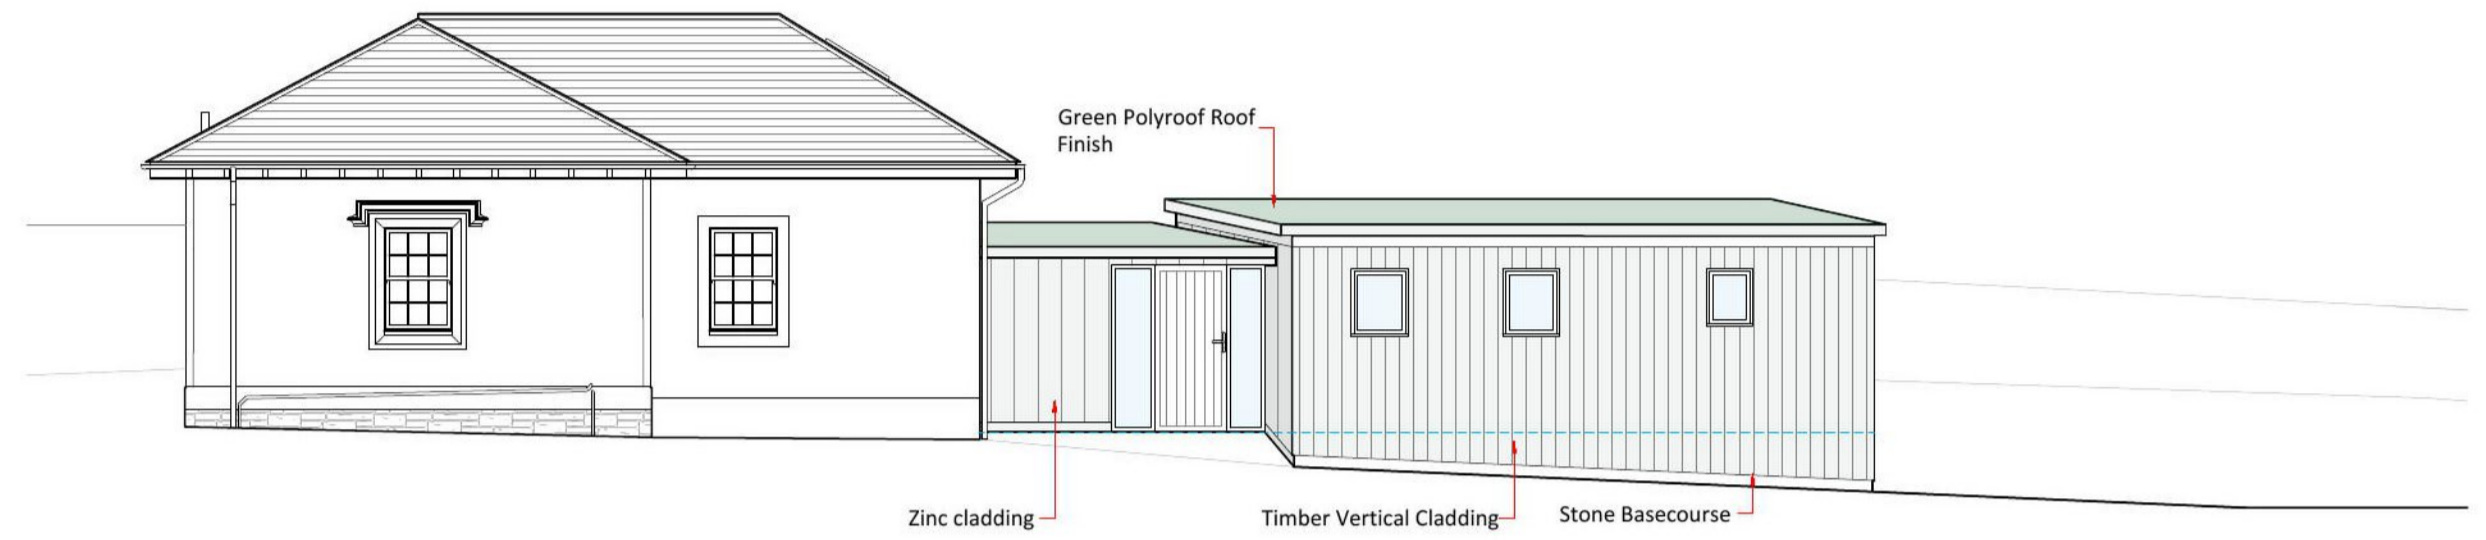 Green Polyroof Roof
Finish
Zinc cladding
Timber Vertical Cladding
Stone Basecourse